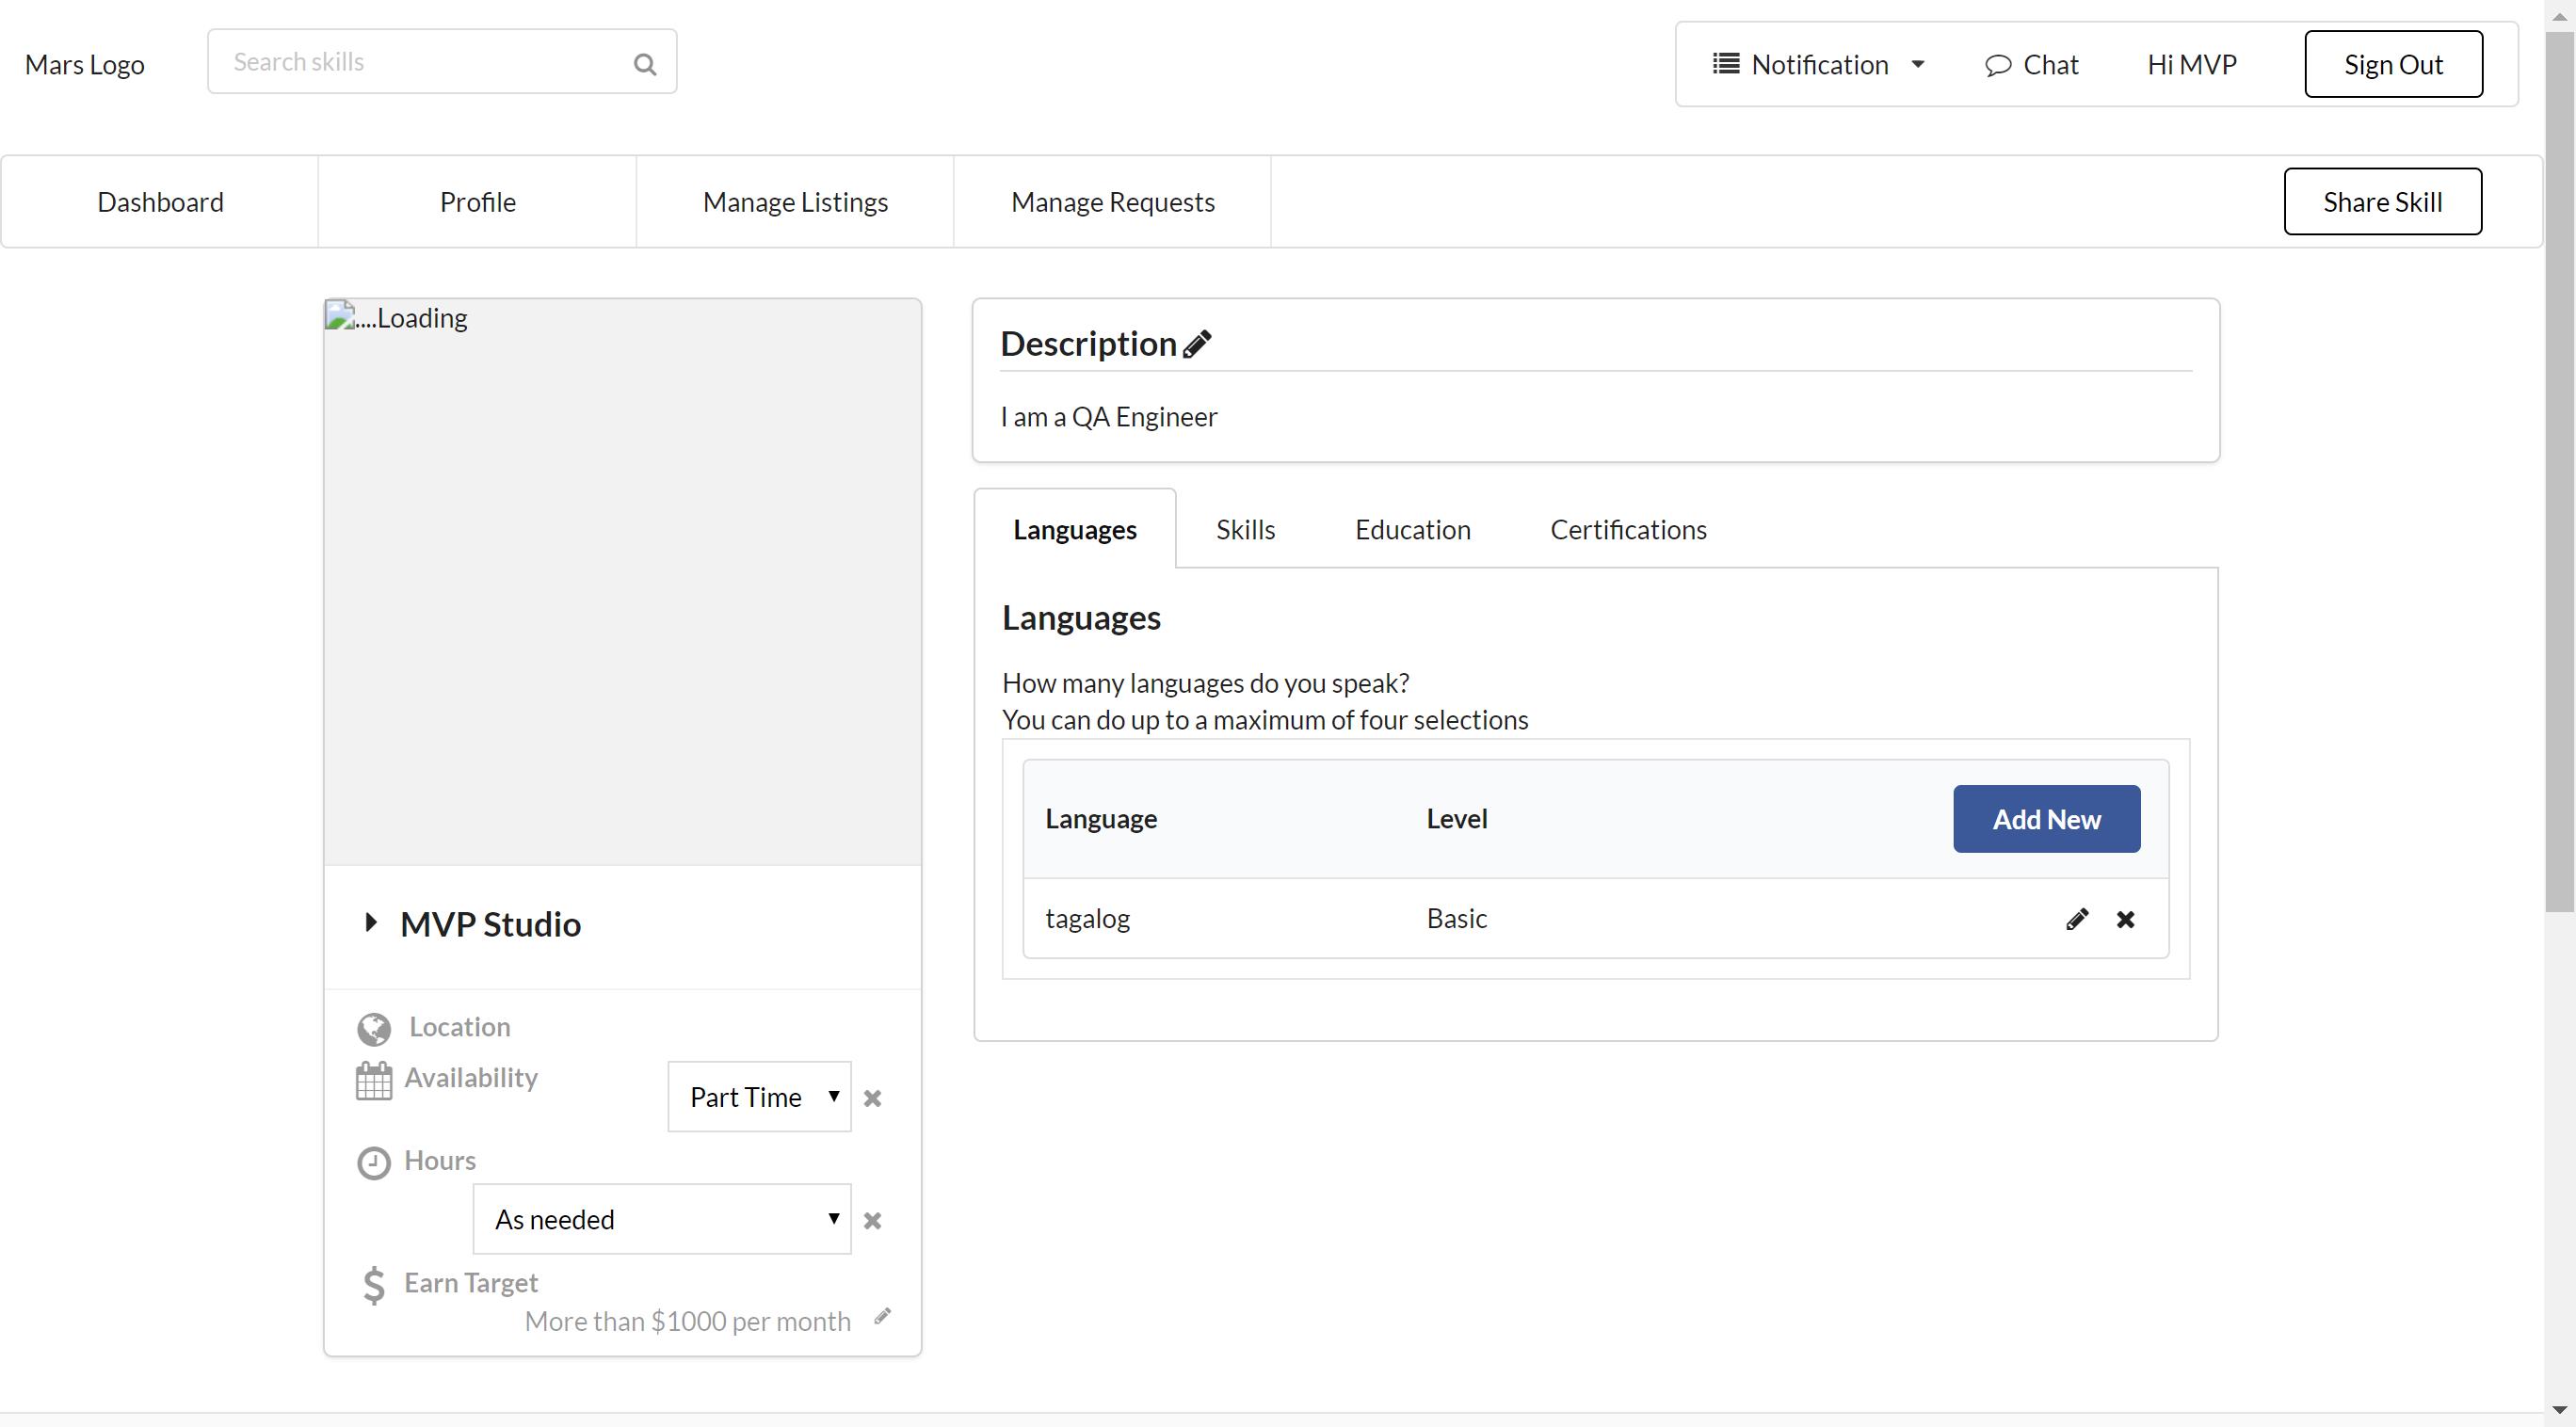 Mars Logo
Search skills
Notification
Chat
Hi MVP
Sign Out
Dashboard
Profile
Manage Listings
Manage Requests
Share Skill
....Loading
MVP Studio
Location
Availability
Part Time
Hours
As needed
Earn Target
More than $1000 per month
Description
I am a QA Engineer
Languages
Skills
Education
Certifications
Languages
How many languages do you speak?
You can do up to a maximum of four selections
Language
Level
Add New
tagalog
Basic